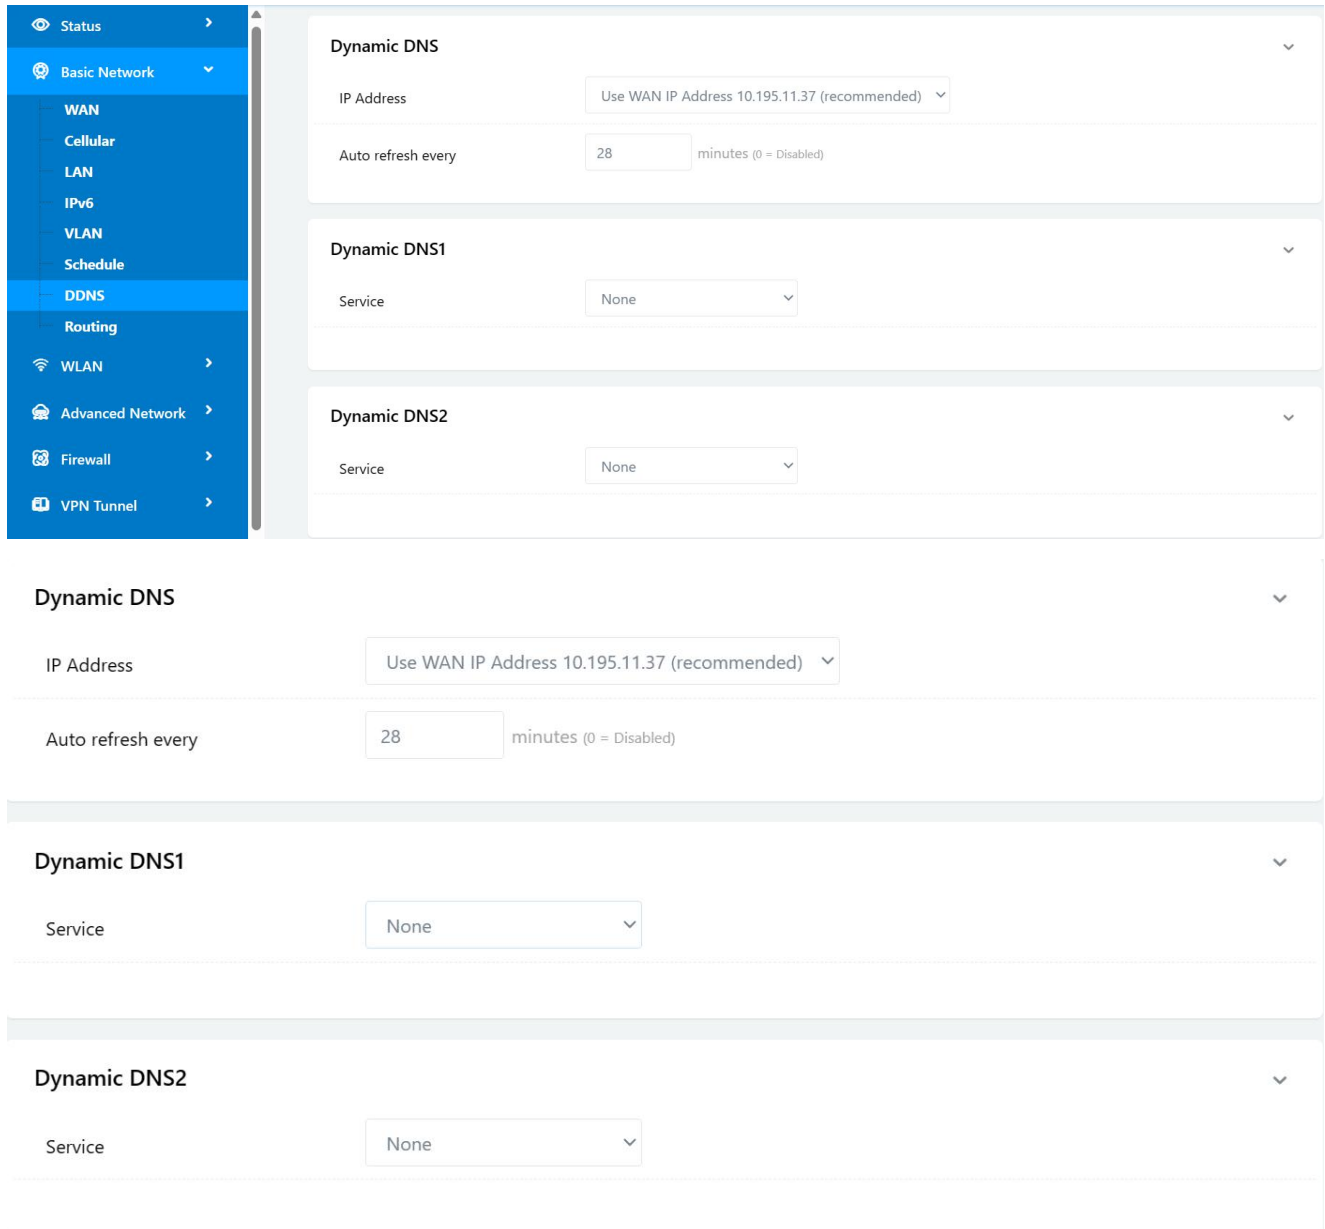 Status
Basic Network
WAN
Cellular
LAN
IPv6
VLAN
Schedule
DDNS
Routing
WLAN
Advanced Network
Firewall
VPN Tunnel
Dynamic DNS
IP Address Use WAN IP Address 10.195.11.37 (recommended)
Auto refresh every 28 minutes (0 = Disabled)
Dynamic DNS1
Service None
Dynamic DNS2
Service None
Dynamic DNS
IP Address Use WAN IP Address 10.195.11.37 (recommended)
Auto refresh every 28 minutes (0 = Disabled)
Dynamic DNS1
Service None
Dynamic DNS2
Service None